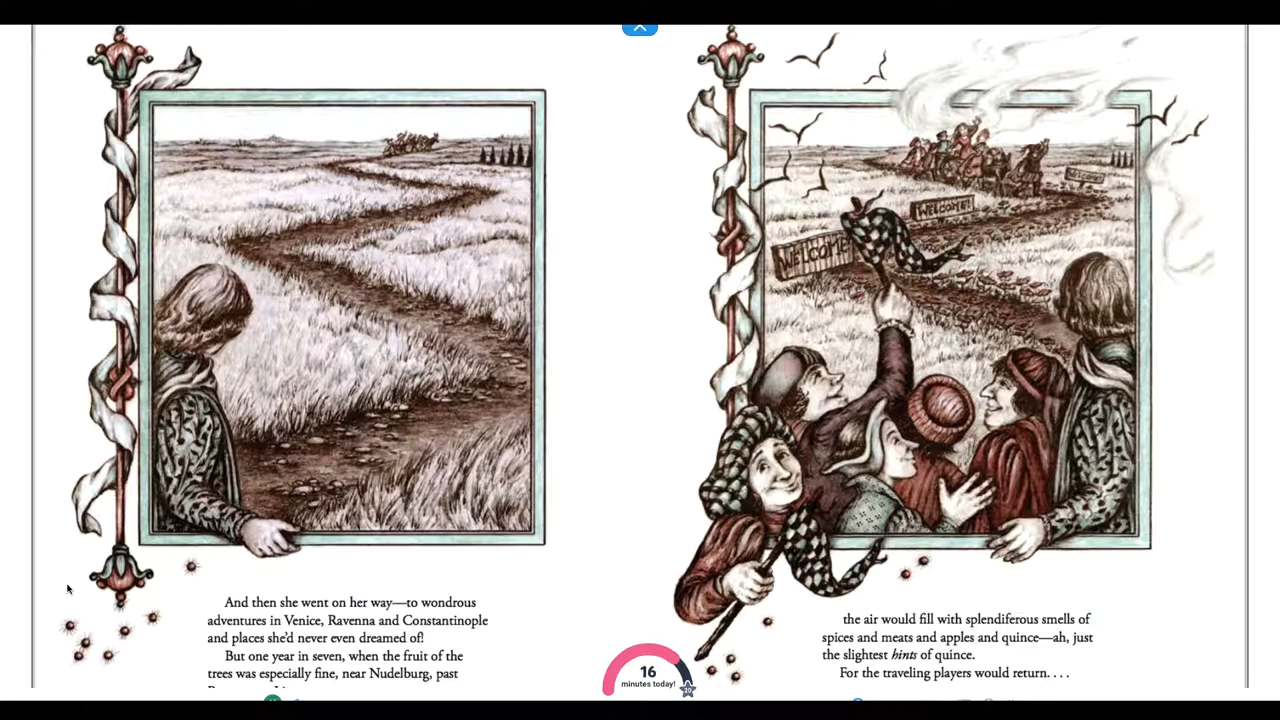 And then she went on her way—to wondrous
adventures in Venice, Ravenna and Constantinople
and places she'd never even dreamed of!
But one year in seven, when the fruit of the
trees was especially fine, near Nudelburg, past
WELCOME
WELCOME!
WELCOME!
the air would fill with splendiferous smells of
spices and meats and apples and quince—ah, just
the slightest hints of quince.
For the traveling players would return. . . .
16
minutes today!
20